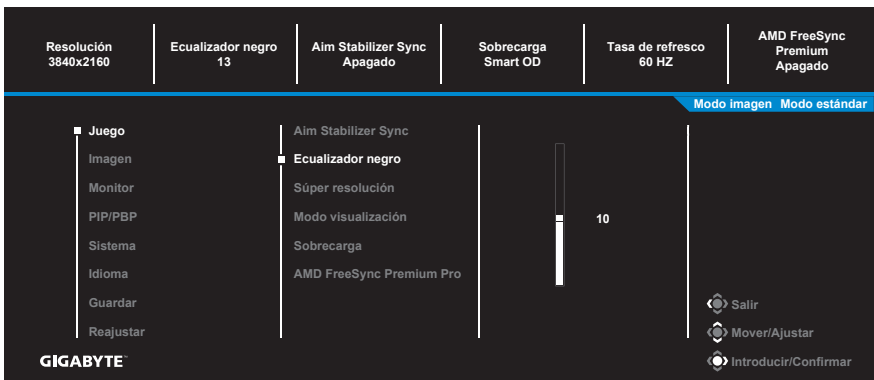 Resolución
3840x2160
Ecualizador negro
13
Aim Stabilizer Sync
Apagado
Sobrecarga
Smart OD
Tasa de refresco
60 HZ
AMD FreeSync
Premium
Apagado
Modo imagen Modo estándar
Juego
Imagen
Monitor
PIP/PBP
Sistema
Idioma
Guardar
Reajustar
Aim Stabilizer Sync
Ecualizador negro
Súper resolución
Modo visualización
Sobrecarga
AMD FreeSync Premium Pro
10
Salir
Mover/Ajustar
Introducir/Confirmar
GIGABYTE™